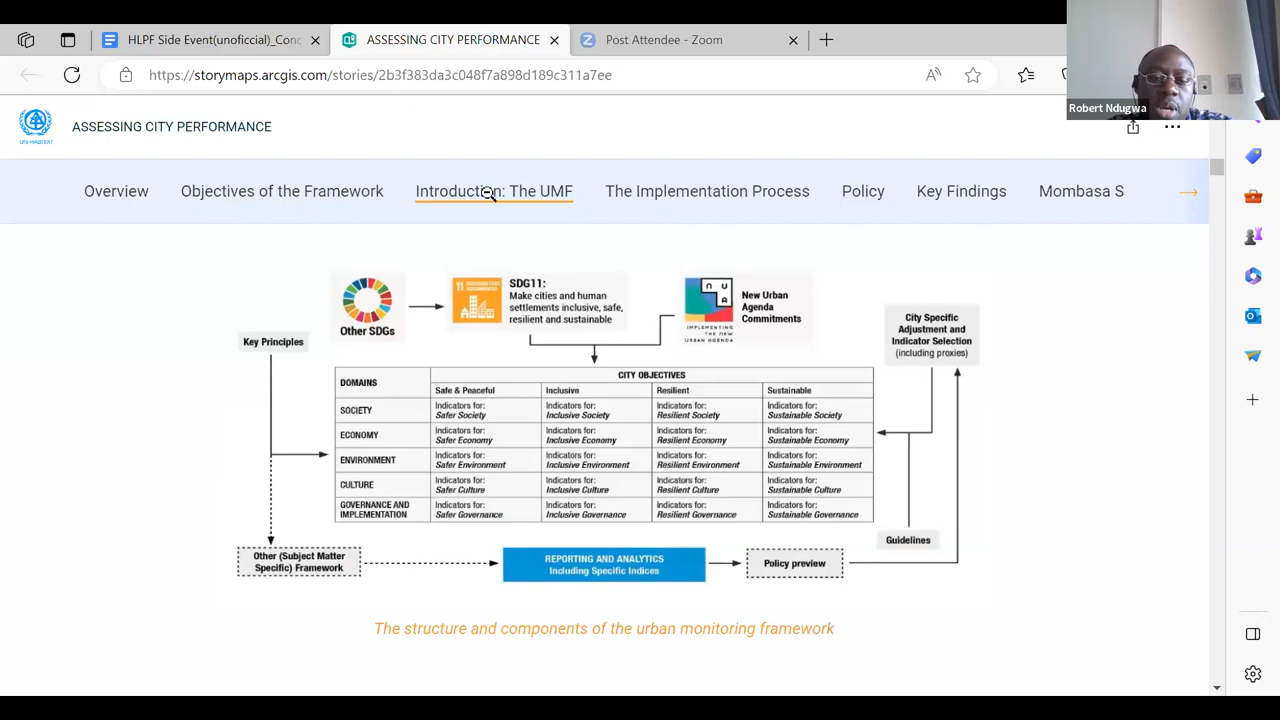 HLPF Side Event(unoficcial)_Conc
ASSESSING CITY PERFORMANCE
Post Attendee - Zoom
https://storymaps.arcgis.com/stories/2b3f383da3c048f7a898d189c311a7ee
Robert Ndugwa
UN-HABITAT
ASSESSING CITY PERFORMANCE
Overview
Objectives of the Framework
Introduction: The UMF
The Implementation Process
Policy
Key Findings
Mombasa S
Other SDGs
11
SDG11:
Make cities and human
settlements inclusive, safe,
resilient and sustainable
N U
A
IMPLEMENTING
THE NEW
URBAN AGENDA
New Urban
Agenda
Commitments
City Specific
Adjustment and
Indicator Selection
(including proxies)
Key Principles
DOMAINS
CITY OBJECTIVES
Safe & Peaceful
Inclusive
Resilient
Sustainable
SOCIETY
Indicators for:
Safer Society
Indicators for:
Inclusive Society
Indicators for:
Resilient Society
Indicators for:
Sustainable Society
ECONOMY
Indicators for:
Safer Economy
Indicators for:
Inclusive Economy
Indicators for:
Resilient Economy
Indicators for:
Sustainable Economy
ENVIRONMENT
Indicators for:
Safer Environment
Indicators for:
Inclusive Environment
Indicators for:
Resilient Environment
Indicators for:
Sustainable Environment
CULTURE
Indicators for:
Safer Culture
Indicators for:
Inclusive Culture
Indicators for:
Resilient Culture
Indicators for:
Sustainable Culture
GOVERNANCE AND
IMPLEMENTATION
Indicators for:
Safer Governance
Indicators for:
Inclusive Governance
Indicators for:
Resilient Governance
Indicators for:
Sustainable Governance
Guidelines
Other (Subject Matter
Specific) Framework
REPORTING AND ANALYTICS
Including Specific Indices
Policy preview
The structure and components of the urban monitoring framework